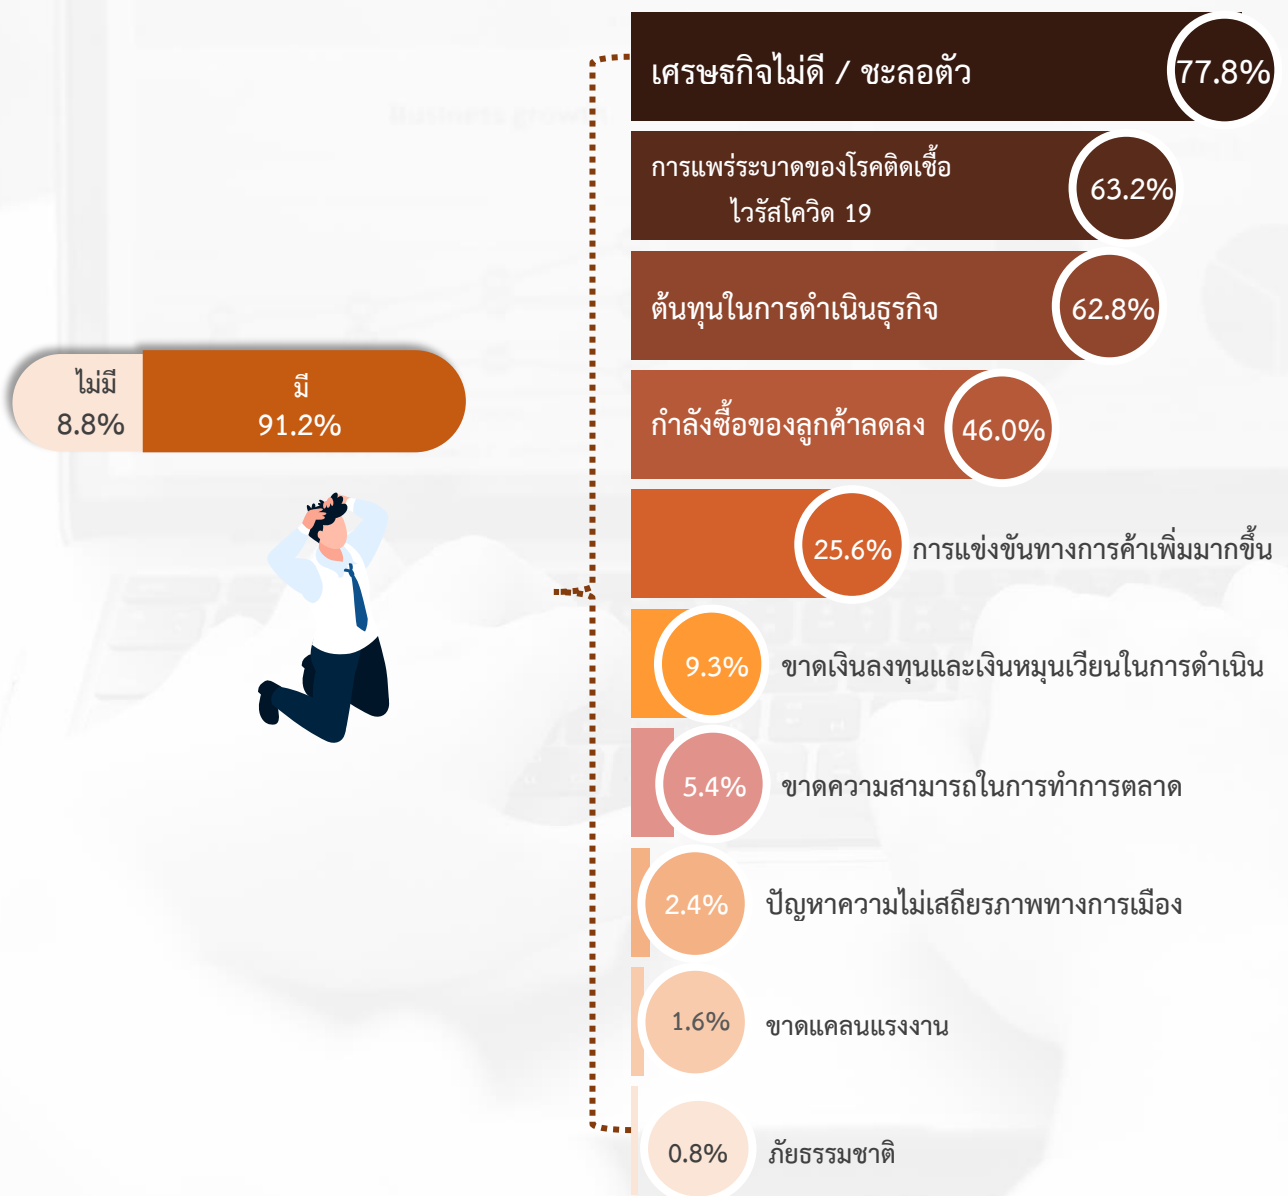 เศรษฐกิจไม่ดี / ชะลอตัว
77.8%
การแพร่ระบาดของโรคติดเชื้อ
ไวรัสโควิด 19
63.2%
ต้นทุนในการดำเนินธุรกิจ
62.8%
ไม่มี
8.8%
มี
91.2%
กำลังซื้อของลูกค้าลดลง
46.0%
25.6%
การแข่งขันทางการค้าเพิ่มมากขึ้น
9.3%
ขาดเงินลงทุนและเงินหมุนเวียนในการดำเนิน
5.4%
ขาดความสามารถในการทำการตลาด
2.4%
ปัญหาความไม่เสถียรภาพทางการเมือง
1.6%
ขาดแคลนแรงงาน
0.8%
ภัยธรรมชาติ